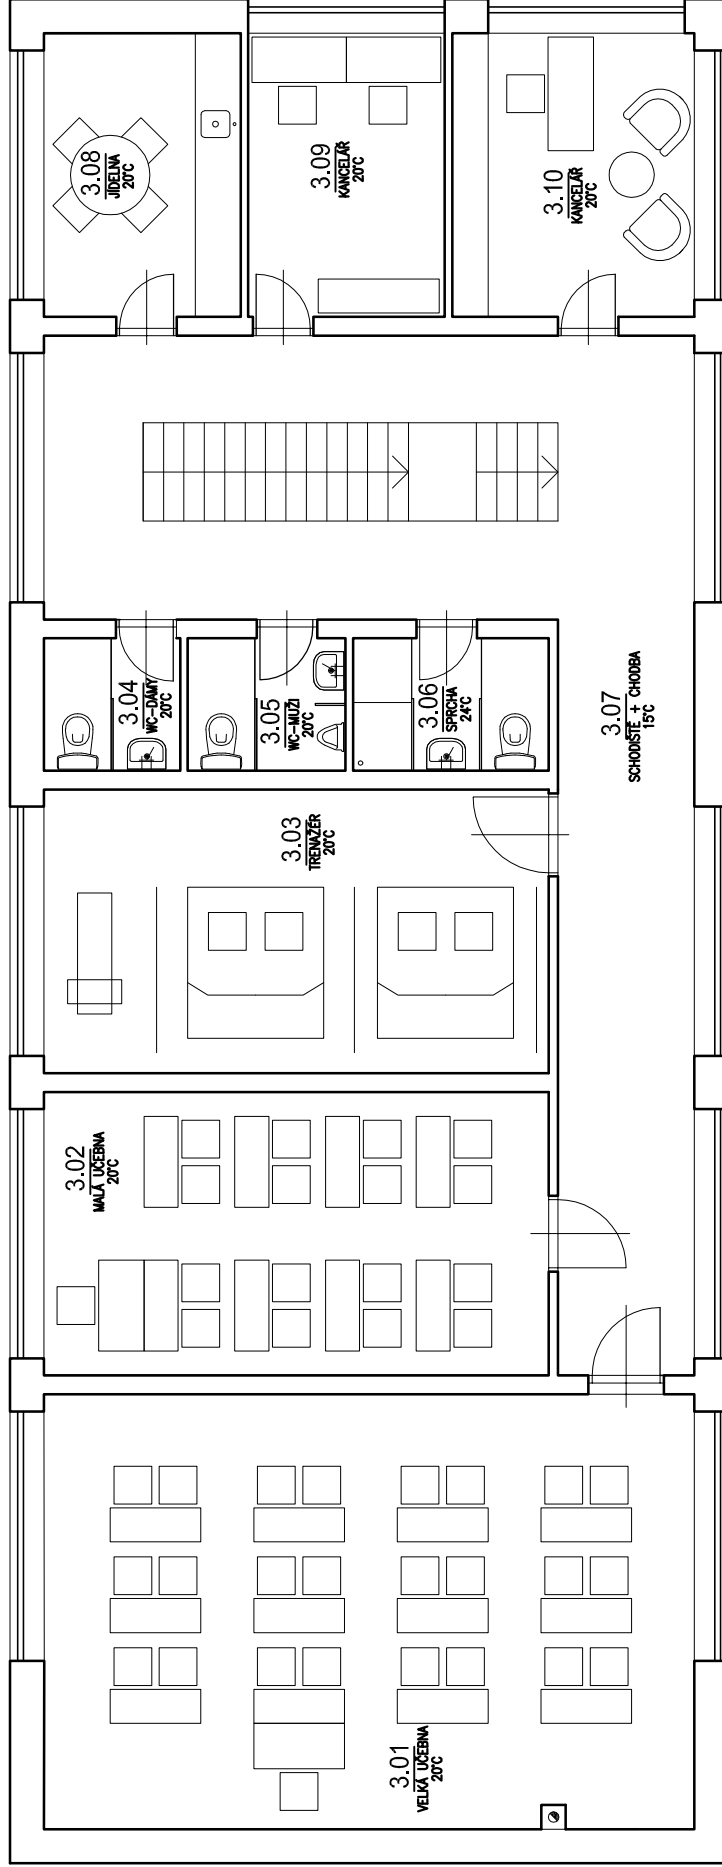 3.01
VELKÁ UČEBNA
20°C
3.02
MALÁ UČEBNA
20°C
3.03
TRENAŽÉR
20°C
3.04
WC-DÁMY
20°C
3.05
WC-MUŽI
20°C
3.06
SPRCHA
24°C
3.07
SCHODIŠTĚ + CHODBA
15°C
3.08
JÍDELNA
20°C
3.09
KANCELÁŘ
20°C
3.10
KANCELÁŘ
20°C